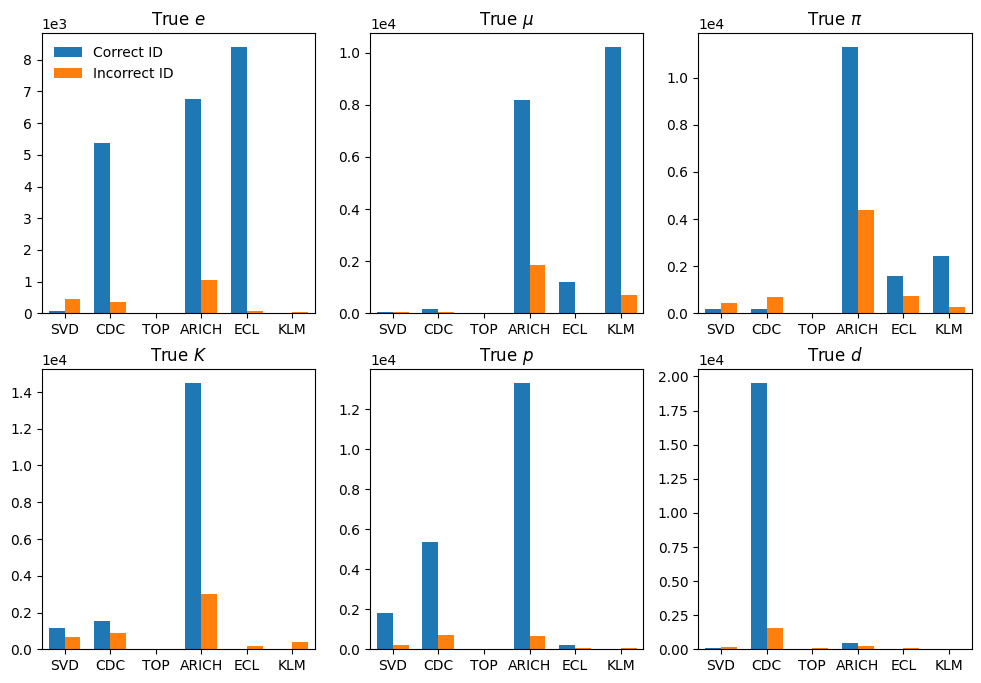 True e
1e3
8
7
6
5
4
3
2
1
0
Correct ID
Incorrect ID
SVD CDC TOP ARICH ECL KLM
True μ
1e4
1.0
0.8
0.6
0.4
0.2
0.0
SVD CDC TOP ARICH ECL KLM
True π
1e4
1.0
0.8
0.6
0.4
0.2
0.0
SVD CDC TOP ARICH ECL KLM
True K
1e4
1.4
1.2
1.0
0.8
0.6
0.4
0.2
0.0
SVD CDC TOP ARICH ECL KLM
True p
1e4
1.2
1.0
0.8
0.6
0.4
0.2
0.0
SVD CDC TOP ARICH ECL KLM
True d
1e4
2.00
1.75
1.50
1.25
1.00
0.75
0.50
0.25
0.00
SVD CDC TOP ARICH ECL KLM